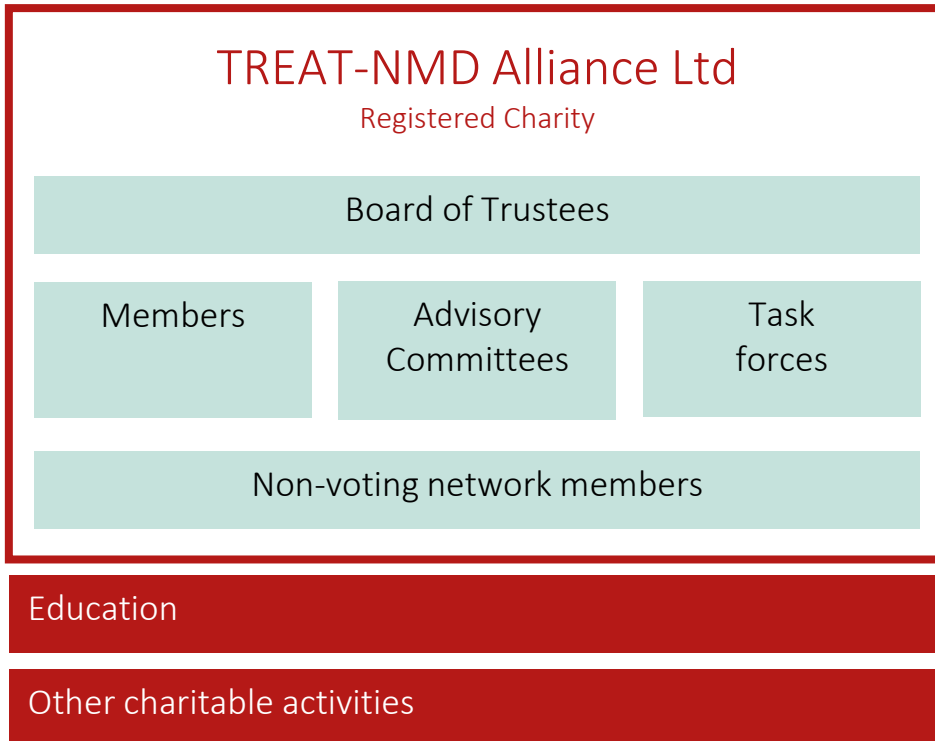 TREAT-NMD Alliance Ltd
Registered Charity
Board of Trustees
Members
Advisory
Committees
Task
forces
Non-voting network members
Education
Other charitable activities